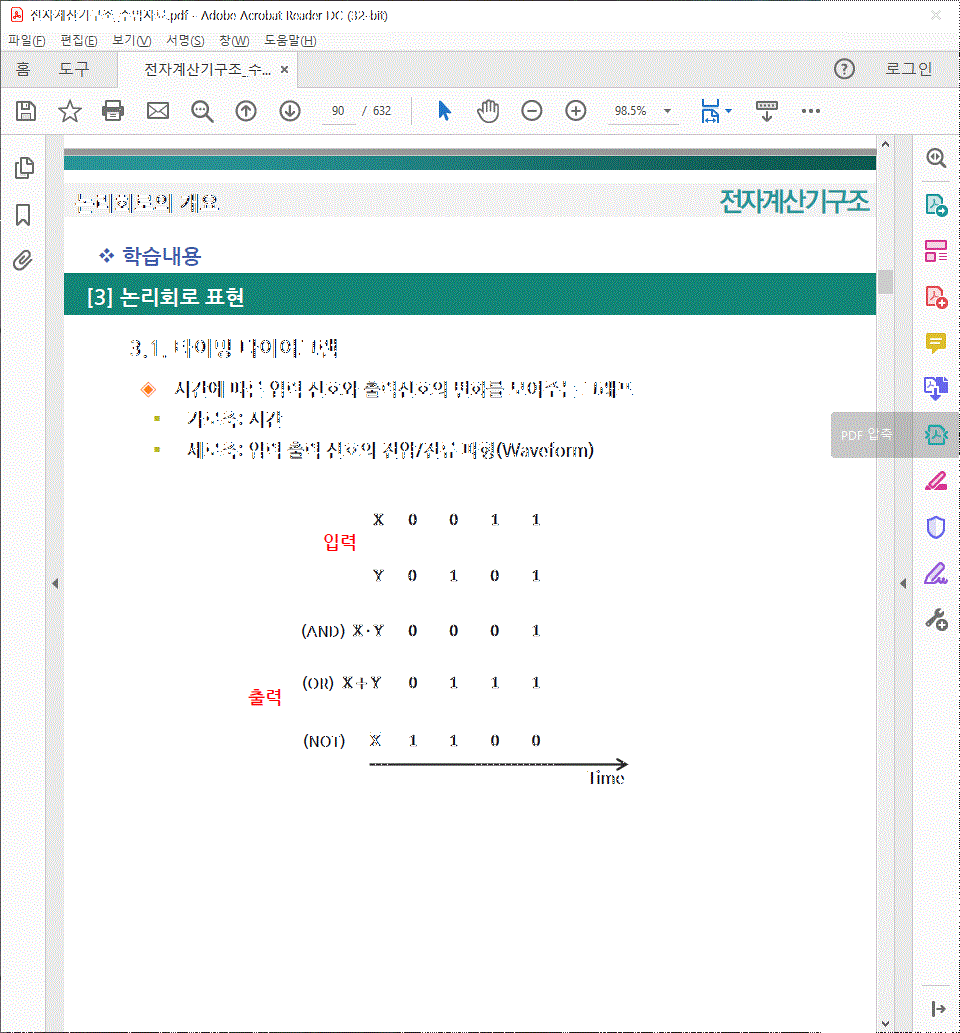 전자계산기구조_수업자료.pdf - Adobe Acrobat Reader DC (32-bit)
파일(F) 편집(E) 보기(V) 서명(S) 창(W) 도움말(H)
홈 도구 전자계산기구조_수... × 로그인
90 / 632 98.5%
논리회로의 개요 전자계산기구조
❖ 학습내용
[3] 논리회로 표현
3.1. 타이밍 다이어그램
시간에 따른 입력 신호와 출력신호의 변화를 보여주는 그래프
가로축: 시간
세로축: 입력 출력 신호의 전압/전류 파형(Waveform)
PDF 압축
X 0 0 1 1
입력
Y 0 1 0 1
(AND) X·Y 0 0 0 1
(OR) X+Y 0 1 1 1
출력
(NOT) X 1 1 0 0
Time